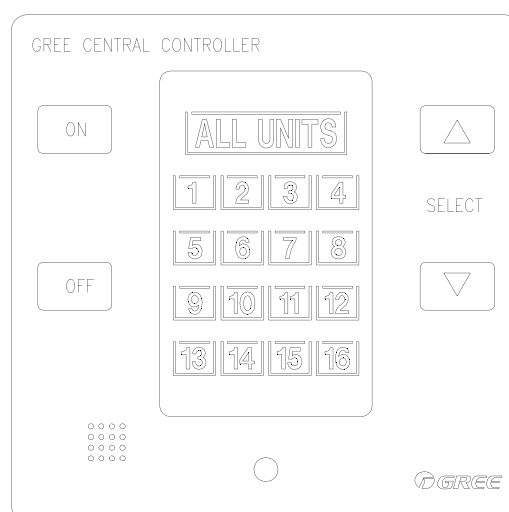 GREE CENTRAL CONTROLLER
ON
ALL UNITS
1 2 3 4
SELECT
5 6 7 8
OFF
9 10 11 12
13 14 15 16
GREE